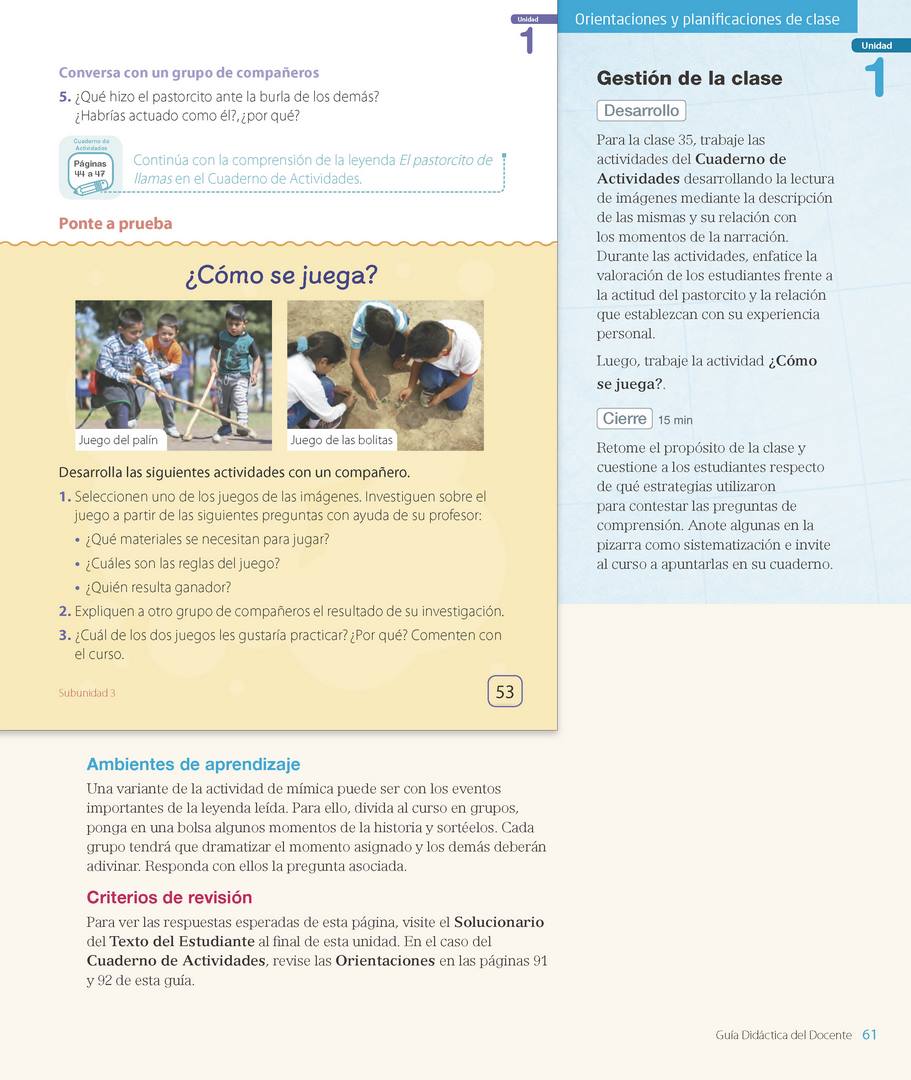 Unidad
1
Conversa con un grupo de compañeros
5. ¿Qué hizo el pastorcito ante la burla de los demás?
¿Habrías actuado como él?, ¿por qué?
Cuaderno de
Actividades
Páginas
44 a 47
Continúa con la comprensión de la leyenda El pastorcito de
llamas en el Cuaderno de Actividades.
Ponte a prueba
¿Cómo se juega?
Juego del palín
Juego de las bolitas
Desarrolla las siguientes actividades con un compañero.
1. Seleccionen uno de los juegos de las imágenes. Investiguen sobre el
juego a partir de las siguientes preguntas con ayuda de su profesor:
• ¿Qué materiales se necesitan para jugar?
• ¿Cuáles son las reglas del juego?
• ¿Quién resulta ganador?
2. Expliquen a otro grupo de compañeros el resultado de su investigación.
3. ¿Cuál de los dos juegos les gustaría practicar? ¿Por qué? Comenten con
el curso.
Subunidad 3
53
Orientaciones y planificaciones de clase
Unidad
1
Gestión de la clase
Desarrollo
Para la clase 35, trabaje las
actividades del Cuaderno de
Actividades desarrollando la lectura
de imágenes mediante la descripción
de las mismas y su relación con
los momentos de la narración.
Durante las actividades, enfatice la
valoración de los estudiantes frente a
la actitud del pastorcito y la relación
que establezcan con su experiencia
personal.
Luego, trabaje la actividad ¿Cómo
se juega?.
Cierre 15 min
Retome el propósito de la clase y
cuestione a los estudiantes respecto
de qué estrategias utilizaron
para contestar las preguntas de
comprensión. Anote algunas en la
pizarra como sistematización e invite
al curso a apuntarlas en su cuaderno.
Ambientes de aprendizaje
Una variante de la actividad de mímica puede ser con los eventos
importantes de la leyenda leída. Para ello, divida al curso en grupos,
ponga en una bolsa algunos momentos de la historia y sortéelos. Cada
grupo tendrá que dramatizar el momento asignado y los demás deberán
adivinar. Responda con ellos la pregunta asociada.
Criterios de revisión
Para ver las respuestas esperadas de esta página, visite el Solucionario
del Texto del Estudiante al final de esta unidad. En el caso del
Cuaderno de Actividades, revise las Orientaciones en las páginas 91
y 92 de esta guía.
Guía Didáctica del Docente 61